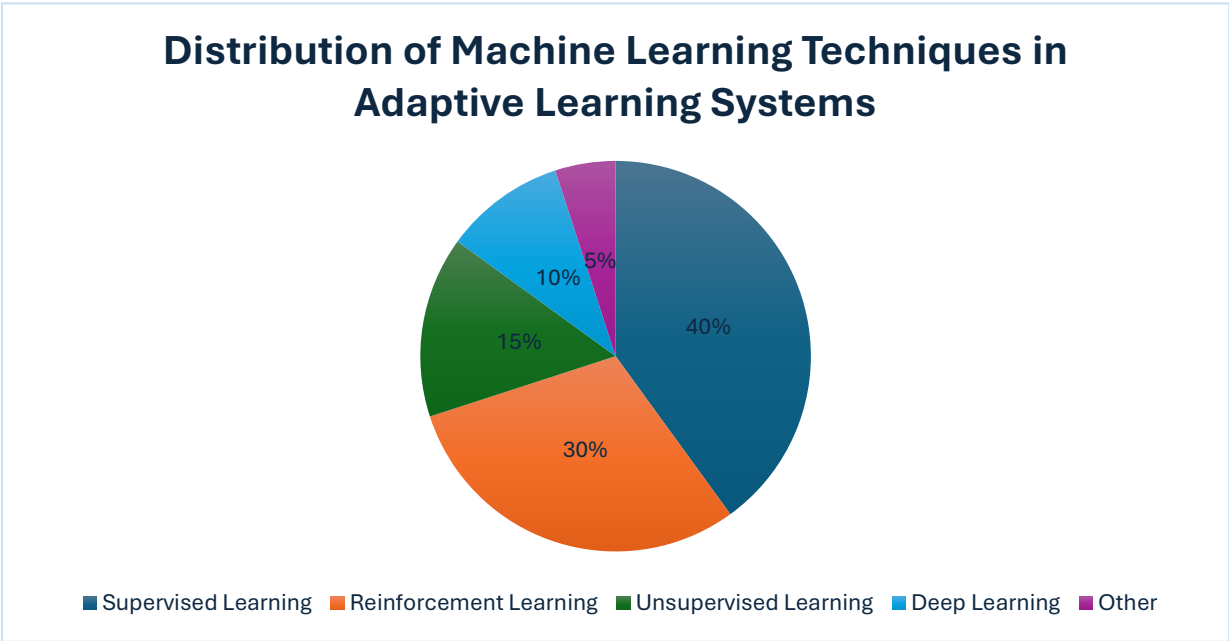 Distribution of Machine Learning Techniques in
Adaptive Learning Systems
5%
10%
40%
15%
30%
Supervised Learning Reinforcement Learning Unsupervised Learning Deep Learning Other